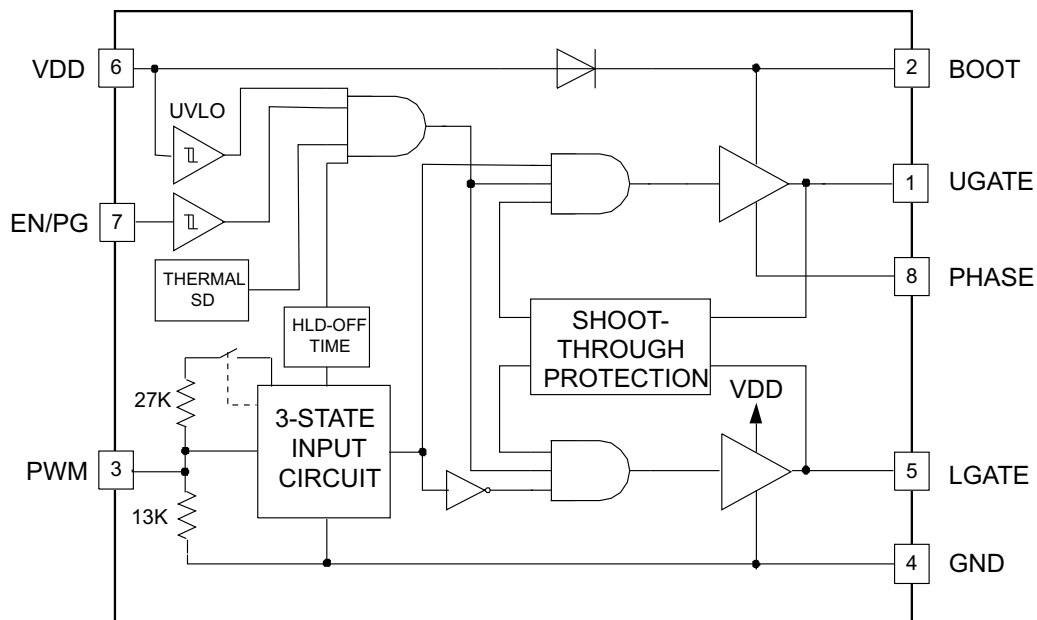 VDD
6
2
BOOT
UVLO
1
UGATE
EN/PG
7
THERMAL
SD
8
PHASE
HLD-OFF
TIME
SHOOT-
THROUGH
PROTECTION
VDD
27K
3-STATE
INPUT
CIRCUIT
PWM
3
5
LGATE
13K
4
GND